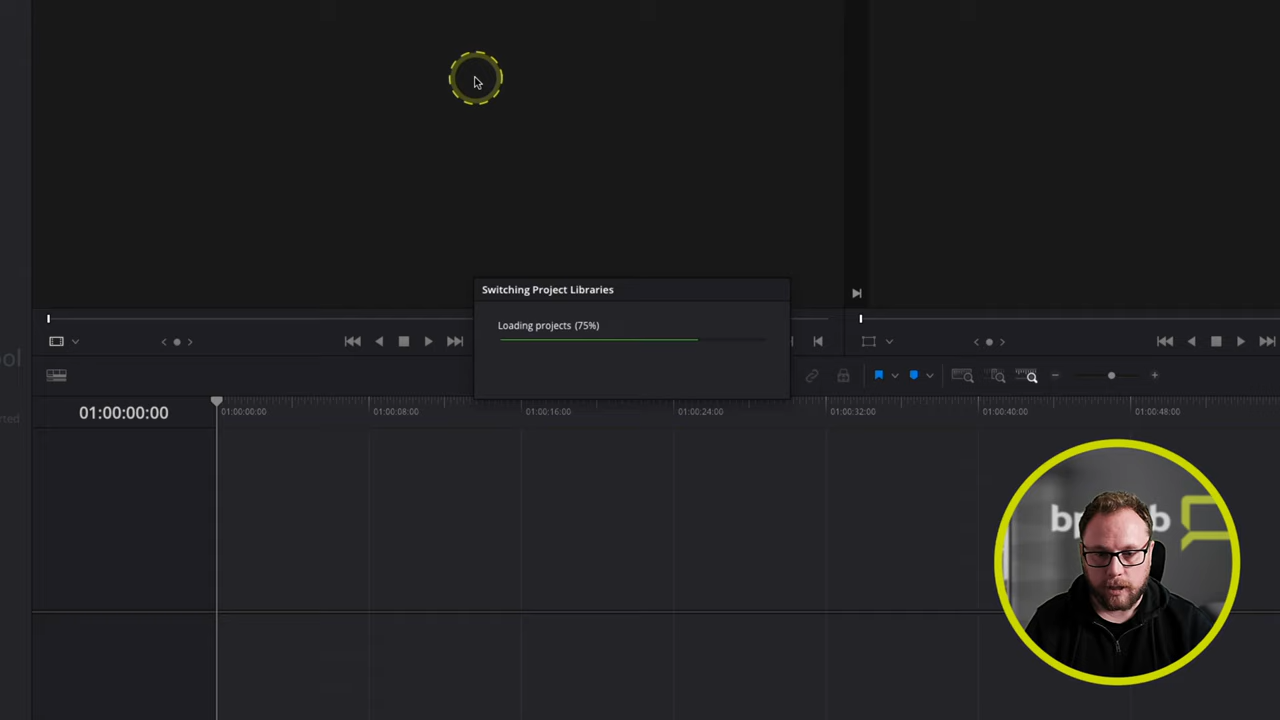 Switching Project Libraries
Loading projects (75%)
ool
rted
01:00:00:00
01:00:00:00
01:00:08:00
01:00:16:00
01:00:24:00
01:00:32:00
01:00:40:00
01:00:48:00